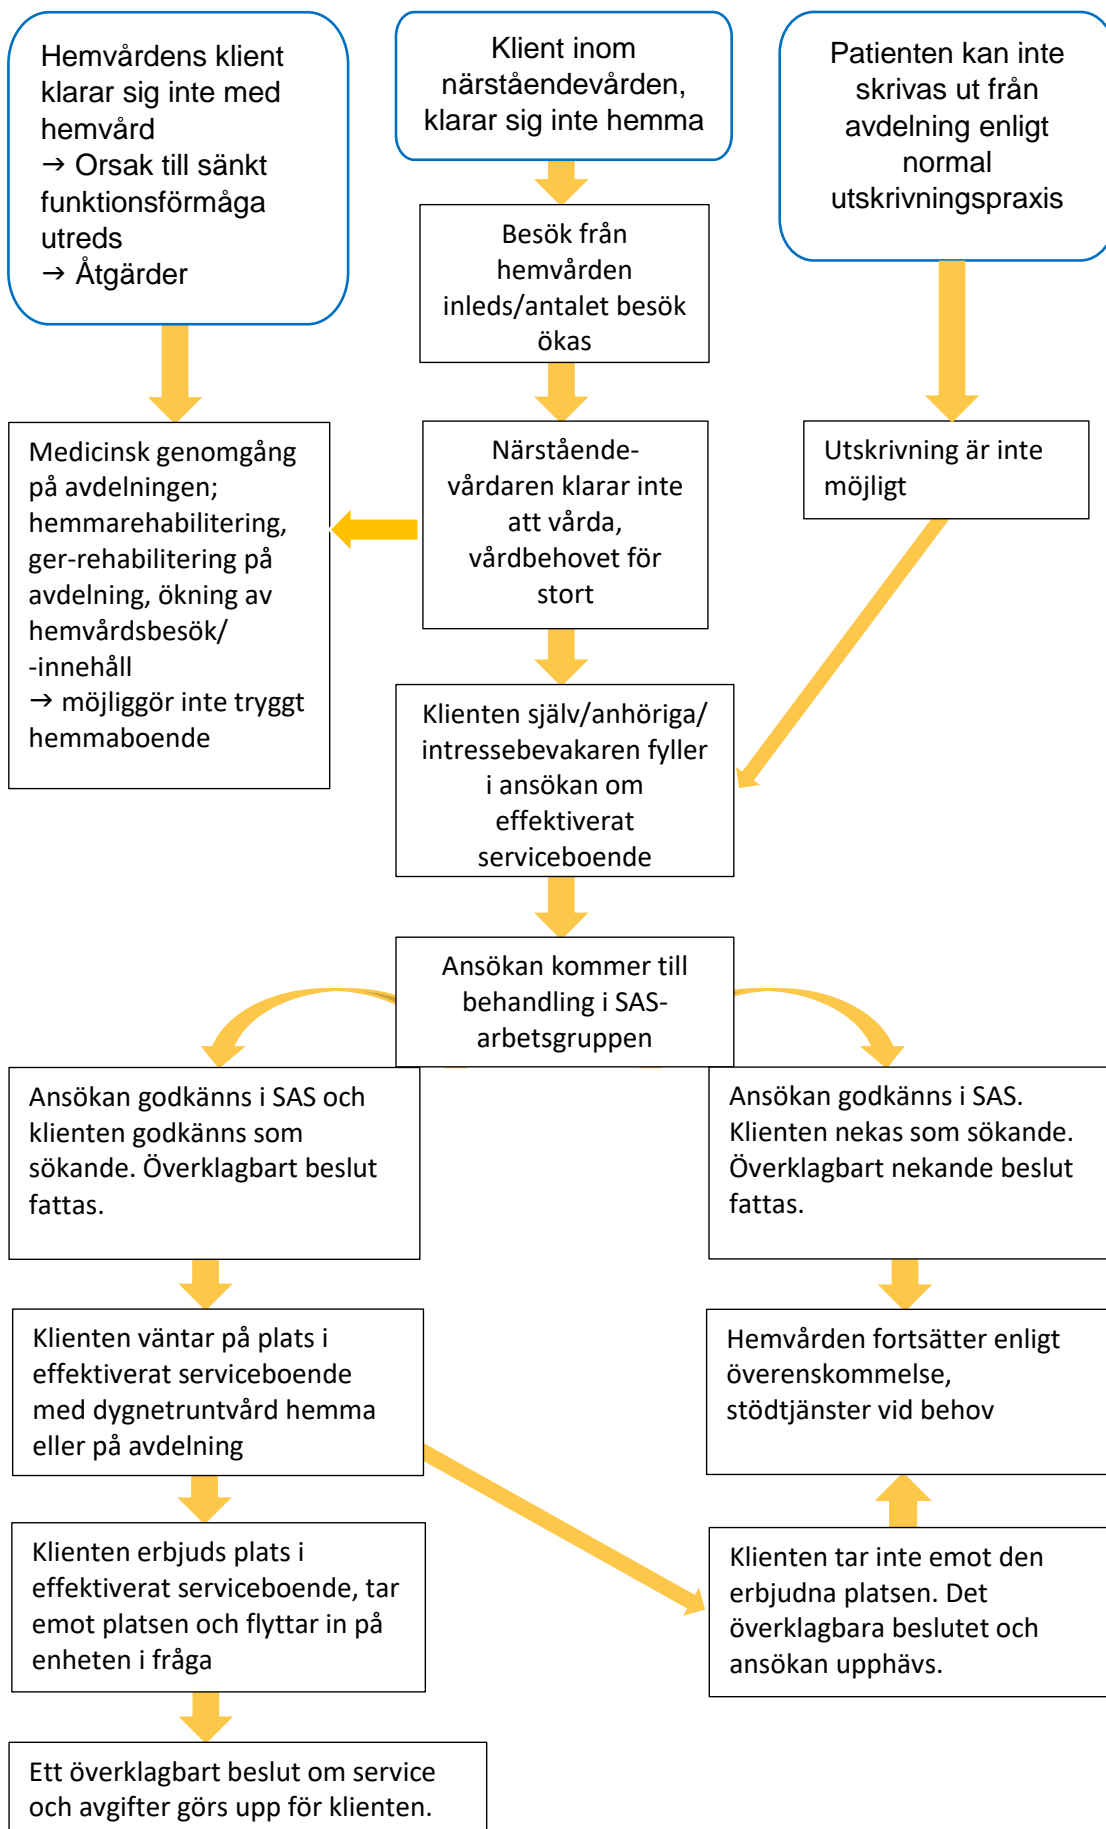 Hemvårdens klient
klarar sig inte med
hemvård
→ Orsak till sänkt
funktionsförmåga
utreds
→ Åtgärder
Klient inom
närståendevården,
klarar sig inte hemma
Patienten kan inte
skrivas ut från
avdelning enligt
normal
utskrivningspraxis
Besök från
hemvården
inleds/antalet besök
ökas
Medicinsk genomgång
på avdelningen;
hemmarehabilitering,
ger-rehabilitering på
avdelning, ökning av
hemvårdsbesök/
-innehåll
→ möjliggör inte tryggt
hemmaboende
Närstående-
vårdaren klarar inte
att vårda,
vårdbehovet för
stort
Utskrivning är inte
möjligt
Klienten själv/anhöriga/
intressebevakaren fyller
i ansökan om
effektiverat
serviceboende
Ansökan kommer till
behandling i SAS-
arbetsgruppen
Ansökan godkänns i SAS och
klienten godkänns som
sökande. Överklagbart beslut
fattas.
Ansökan godkänns i SAS.
Klienten nekas som sökande.
Överklagbart nekande beslut
fattas.
Klienten väntar på plats i
effektiverat serviceboende
med dygnetruntvård hemma
eller på avdelning
Hemvården fortsätter enligt
överenskommelse,
stödtjänster vid behov
Klienten erbjuds plats i
effektiverat serviceboende, tar
emot platsen och flyttar in på
enheten i fråga
Klienten tar inte emot den
erbjudna platsen. Det
överklagbara beslutet och
ansökan upphävs.
Ett överklagbart beslut om service
och avgifter görs upp för klienten.